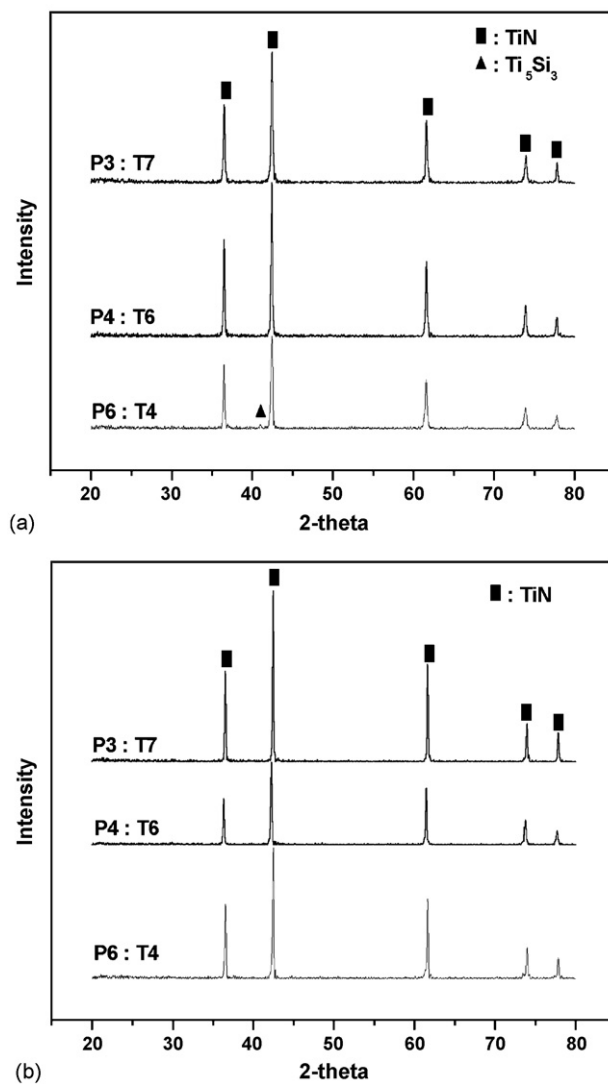 ■ : TiN
▲ : Ti5Si3
P3 : T7
P4 : T6
P6 : T4
Intensity
20 30 40 50 60 70 80
2-theta
(a)
■ : TiN
P3 : T7
P4 : T6
P6 : T4
Intensity
20 30 40 50 60 70 80
2-theta
(b)